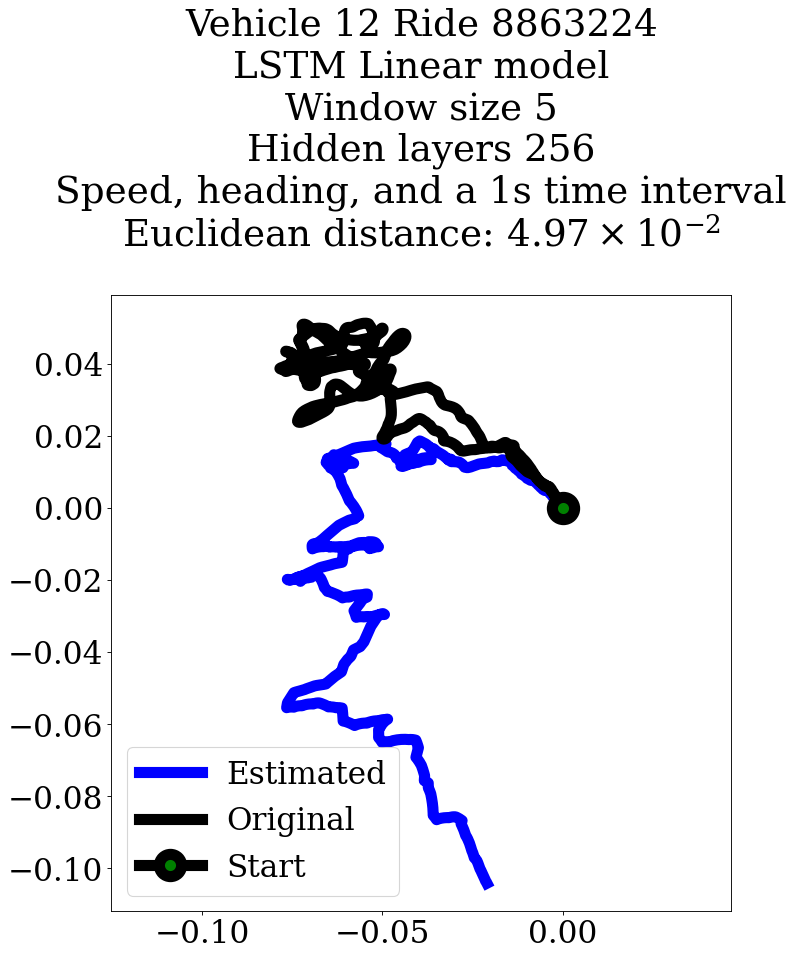 Vehicle 12 Ride 8863224
LSTM Linear model
Window size 5
Hidden layers 256
Speed, heading, and a 1s time interval
Euclidean distance: 4.97 × 10⁻²
0.04
0.02
0.00
−0.02
−0.04
−0.06
−0.08
−0.10
Estimated
Original
Start
−0.10 −0.05 0.00